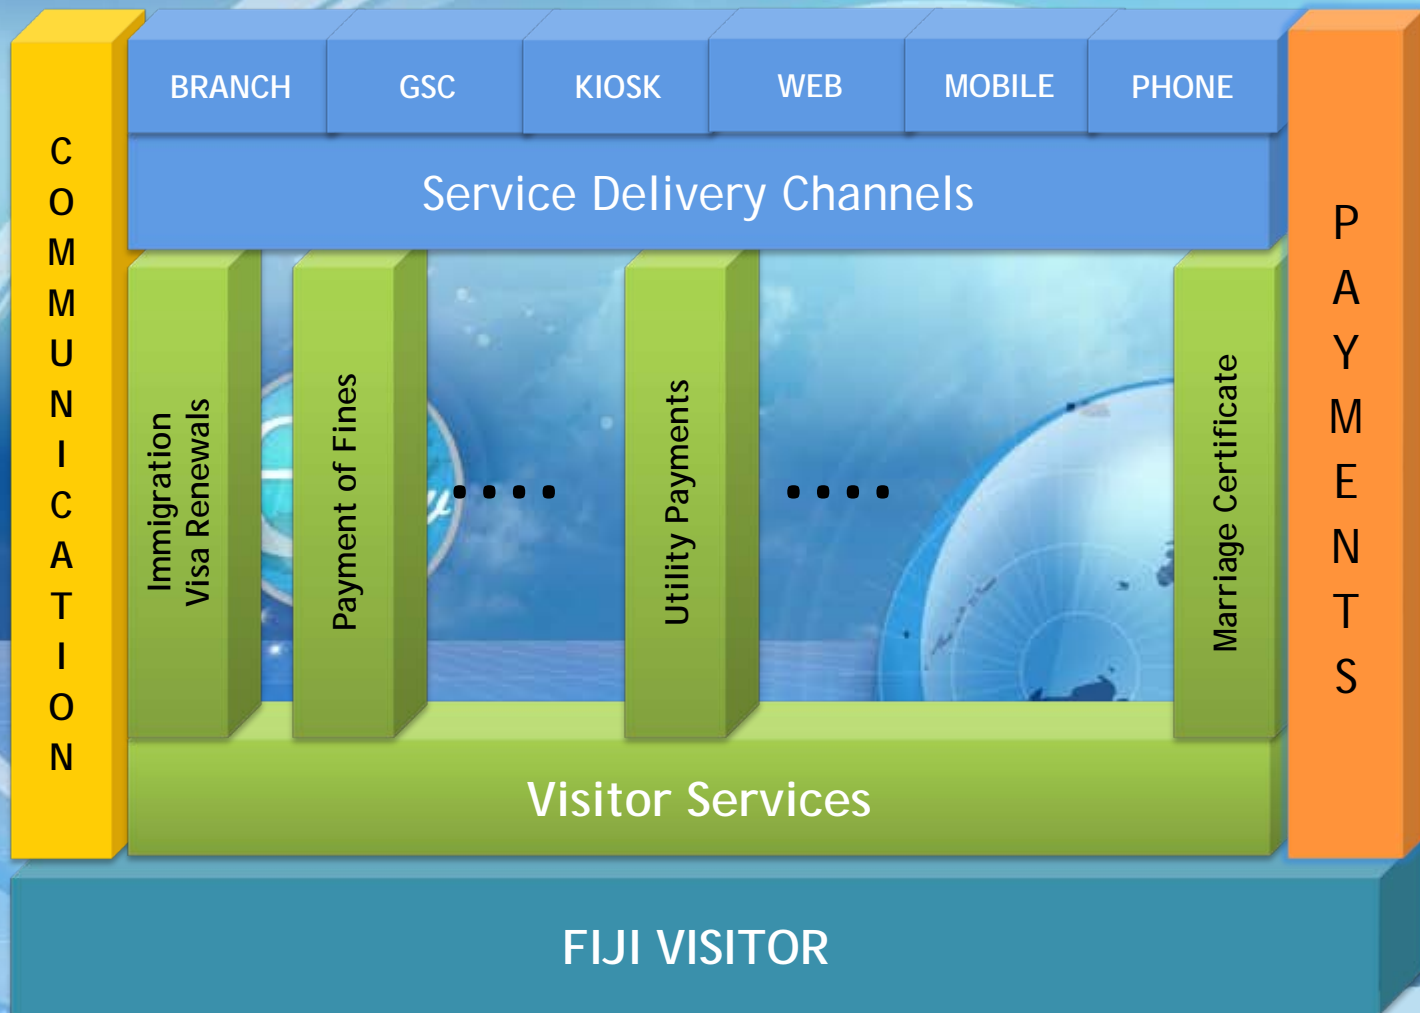 COMMUNICATION
BRANCH
GSC
KIOSK
WEB
MOBILE
PHONE
Service Delivery Channels
PAYMENTS
Immigration
Visa Renewals
Payment of Fines
....
Utility Payments
....
Marriage Certificate
Visitor Services
FIJI VISITOR